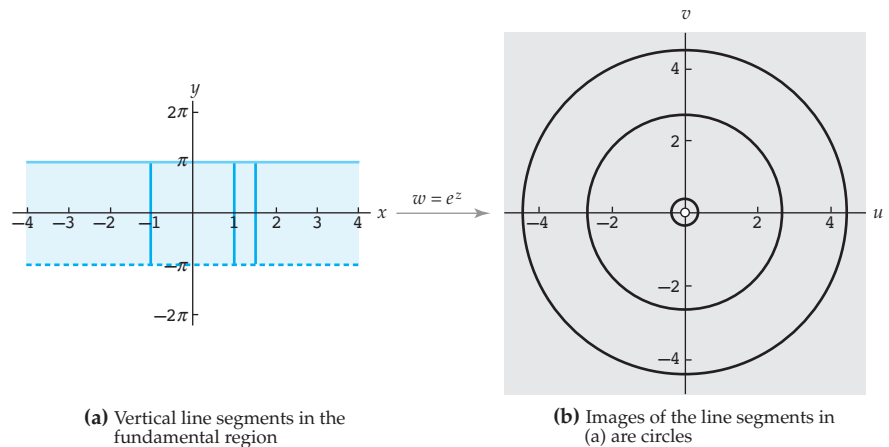 y
2π
π
−π
−2π
−4 −3 −2 −1 1 2 3 4 x
w = e^z
v
4
2
−2
−4
−4 −2 2 4 u
(a) Vertical line segments in the
fundamental region
(b) Images of the line segments in
(a) are circles